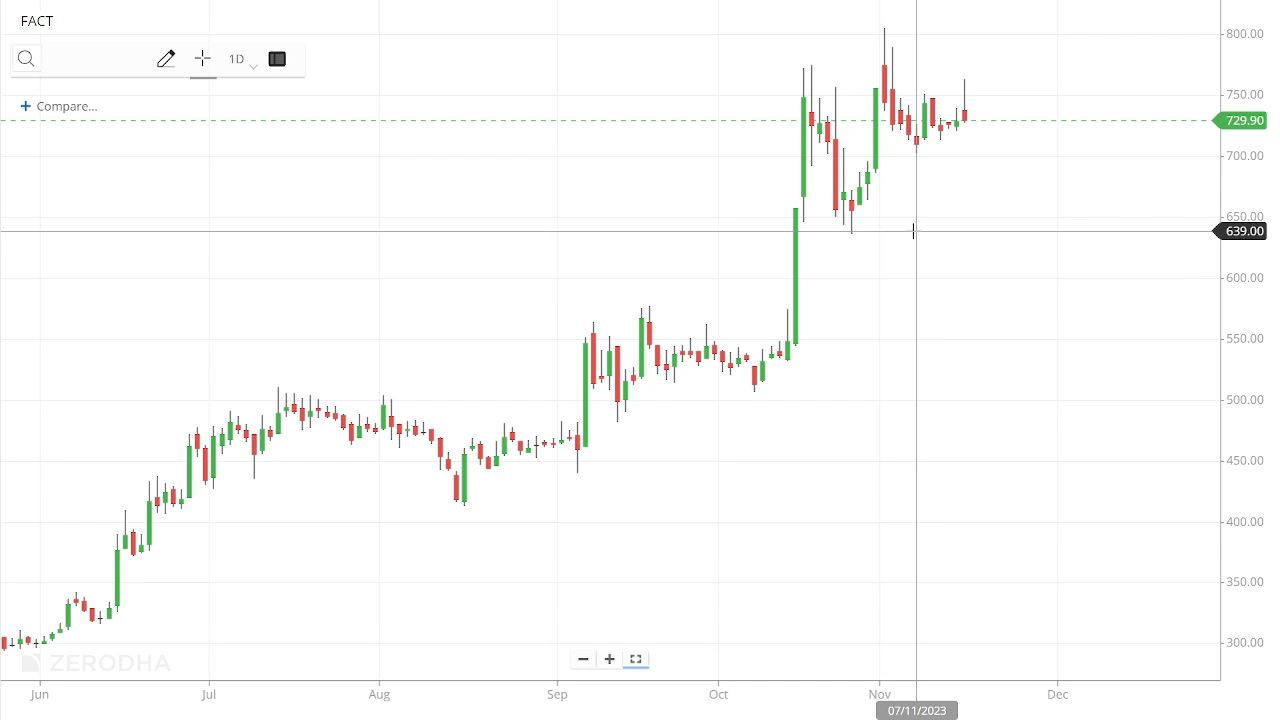 FACT
1D
+ Compare...
800.00
750.00
729.90
700.00
650.00
639.00
600.00
550.00
500.00
450.00
400.00
350.00
300.00
ZERODHA
Jun Jul Aug Sep Oct Nov Dec
07/11/2023